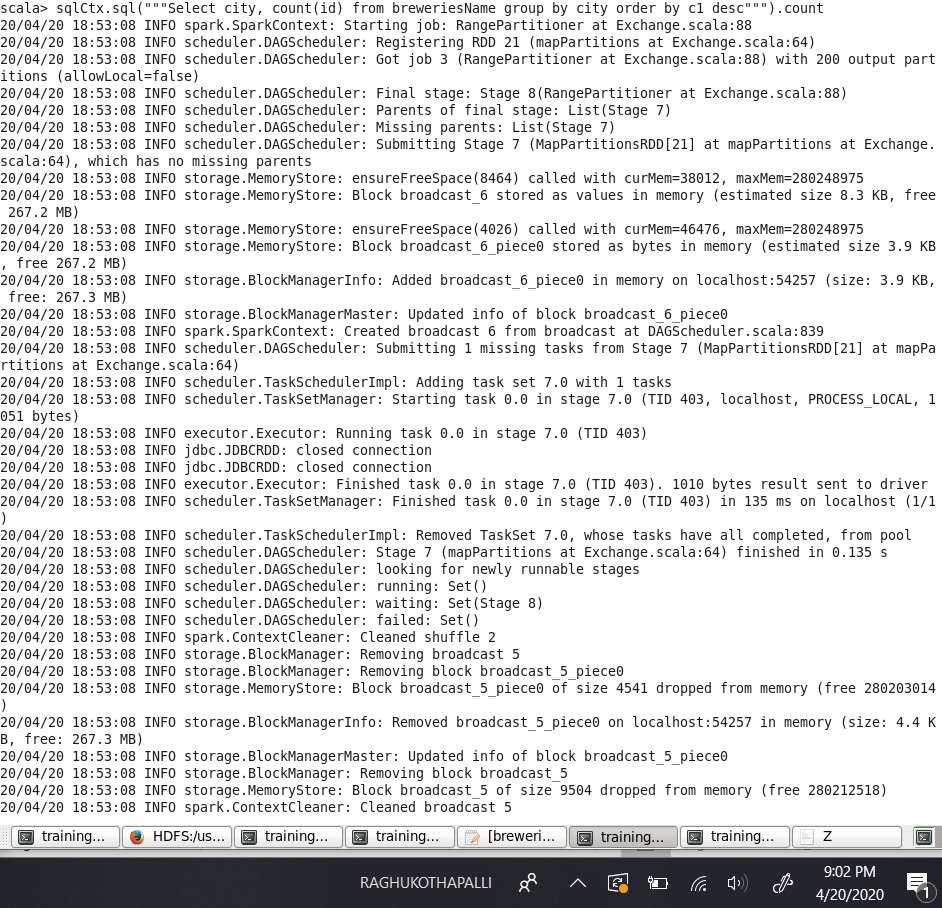 scala> sqlCtx.sql("""Select city, count(id) from breweriesName group by city order by c1 desc""").count
20/04/20 18:53:08 INFO spark.SparkContext: Starting job: RangePartitioner at Exchange.scala:88
20/04/20 18:53:08 INFO scheduler.DAGScheduler: Registering RDD 21 (mapPartitions at Exchange.scala:64)
20/04/20 18:53:08 INFO scheduler.DAGScheduler: Got job 3 (RangePartitioner at Exchange.scala:88) with 200 output part
itions (allowLocal=false)
20/04/20 18:53:08 INFO scheduler.DAGScheduler: Final stage: Stage 8(RangePartitioner at Exchange.scala:88)
20/04/20 18:53:08 INFO scheduler.DAGScheduler: Parents of final stage: List(Stage 7)
20/04/20 18:53:08 INFO scheduler.DAGScheduler: Missing parents: List(Stage 7)
20/04/20 18:53:08 INFO scheduler.DAGScheduler: Submitting Stage 7 (MapPartitionsRDD[21] at mapPartitions at Exchange.
scala:64), which has no missing parents
20/04/20 18:53:08 INFO storage.MemoryStore: ensureFreeSpace(8464) called with curMem=38012, maxMem=280248975
20/04/20 18:53:08 INFO storage.MemoryStore: Block broadcast_6 stored as values in memory (estimated size 8.3 KB, free
 267.2 MB)
20/04/20 18:53:08 INFO storage.MemoryStore: ensureFreeSpace(4026) called with curMem=46476, maxMem=280248975
20/04/20 18:53:08 INFO storage.MemoryStore: Block broadcast_6_piece0 stored as bytes in memory (estimated size 3.9 KB
, free 267.2 MB)
20/04/20 18:53:08 INFO storage.BlockManagerInfo: Added broadcast_6_piece0 in memory on localhost:54257 (size: 3.9 KB,
 free: 267.3 MB)
20/04/20 18:53:08 INFO storage.BlockManagerMaster: Updated info of block broadcast_6_piece0
20/04/20 18:53:08 INFO spark.SparkContext: Created broadcast 6 from broadcast at DAGScheduler.scala:839
20/04/20 18:53:08 INFO scheduler.DAGScheduler: Submitting 1 missing tasks from Stage 7 (MapPartitionsRDD[21] at mapPa
rtitions at Exchange.scala:64)
20/04/20 18:53:08 INFO scheduler.TaskSchedulerImpl: Adding task set 7.0 with 1 tasks
20/04/20 18:53:08 INFO scheduler.TaskSetManager: Starting task 0.0 in stage 7.0 (TID 403, localhost, PROCESS_LOCAL, 1
051 bytes)
20/04/20 18:53:08 INFO executor.Executor: Running task 0.0 in stage 7.0 (TID 403)
20/04/20 18:53:08 INFO jdbc.JDBCRDD: closed connection
20/04/20 18:53:08 INFO jdbc.JDBCRDD: closed connection
20/04/20 18:53:08 INFO executor.Executor: Finished task 0.0 in stage 7.0 (TID 403). 1010 bytes result sent to driver
20/04/20 18:53:08 INFO scheduler.TaskSetManager: Finished task 0.0 in stage 7.0 (TID 403) in 135 ms on localhost (1/1
)
20/04/20 18:53:08 INFO scheduler.TaskSchedulerImpl: Removed TaskSet 7.0, whose tasks have all completed, from pool
20/04/20 18:53:08 INFO scheduler.DAGScheduler: Stage 7 (mapPartitions at Exchange.scala:64) finished in 0.135 s
20/04/20 18:53:08 INFO scheduler.DAGScheduler: looking for newly runnable stages
20/04/20 18:53:08 INFO scheduler.DAGScheduler: running: Set()
20/04/20 18:53:08 INFO scheduler.DAGScheduler: waiting: Set(Stage 8)
20/04/20 18:53:08 INFO scheduler.DAGScheduler: failed: Set()
20/04/20 18:53:08 INFO spark.ContextCleaner: Cleaned shuffle 2
20/04/20 18:53:08 INFO storage.BlockManager: Removing broadcast 5
20/04/20 18:53:08 INFO storage.BlockManager: Removing block broadcast_5_piece0
20/04/20 18:53:08 INFO storage.MemoryStore: Block broadcast_5_piece0 of size 4541 dropped from memory (free 280203014
)
20/04/20 18:53:08 INFO storage.BlockManagerInfo: Removed broadcast_5_piece0 on localhost:54257 in memory (size: 4.4 K
B, free: 267.3 MB)
20/04/20 18:53:08 INFO storage.BlockManagerMaster: Updated info of block broadcast_5_piece0
20/04/20 18:53:08 INFO storage.BlockManager: Removing block broadcast_5
20/04/20 18:53:08 INFO storage.MemoryStore: Block broadcast_5 of size 9504 dropped from memory (free 280212518)
20/04/20 18:53:08 INFO spark.ContextCleaner: Cleaned broadcast 5
training... HDFS:/us... training... training... [breweri... training... training... Z
RAGHUKOTHAPALLI 9:02 PM
4/20/2020 1